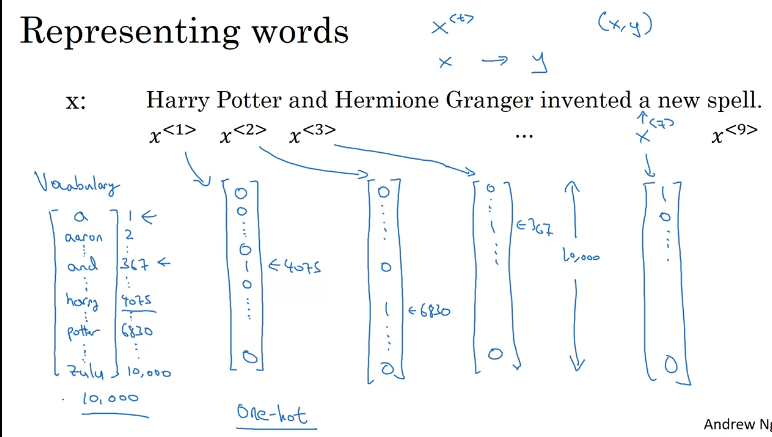 Representing words
x<t>
(x,y)
x → y
x: Harry Potter and Hermione Granger invented a new spell.
x<1> x<2> x<3> ... x<7> x<9>
Vocabulary
a 1 ←
aaron 2
and 367 ←
harry 4075
potter 6830
zulu 10,000
10,000
0
0
0
1 ← 4075
0
0
0
0
1 ← 6830
0
0
1 ← 367
0
10,000
1
0
0
One-hot
Andrew Ng